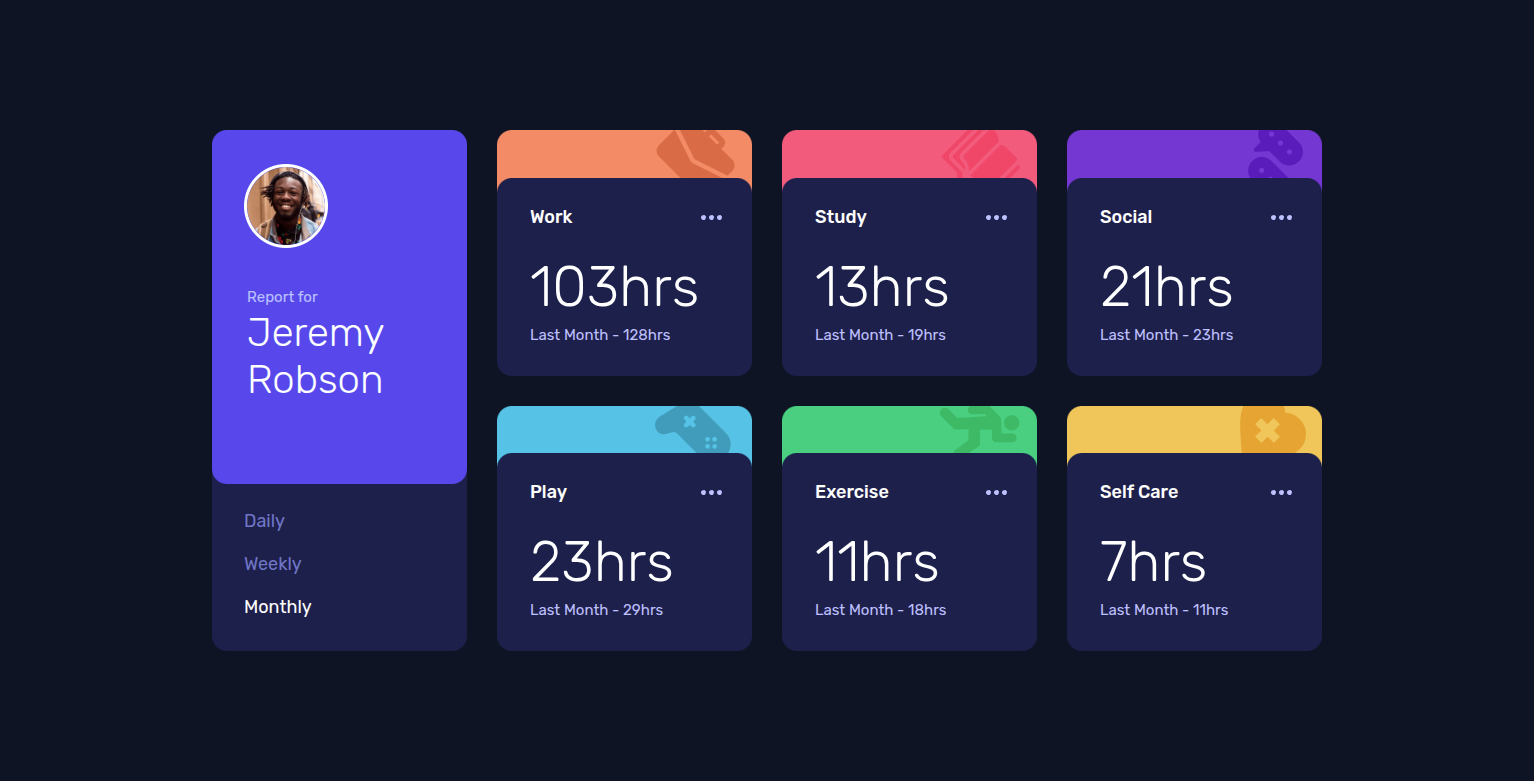 Report for
Jeremy
Robson
Daily
Weekly
Monthly
Work
103hrs
Last Month - 128hrs
Study
13hrs
Last Month - 19hrs
Social
21hrs
Last Month - 23hrs
Play
23hrs
Last Month - 29hrs
Exercise
11hrs
Last Month - 18hrs
Self Care
7hrs
Last Month - 11hrs